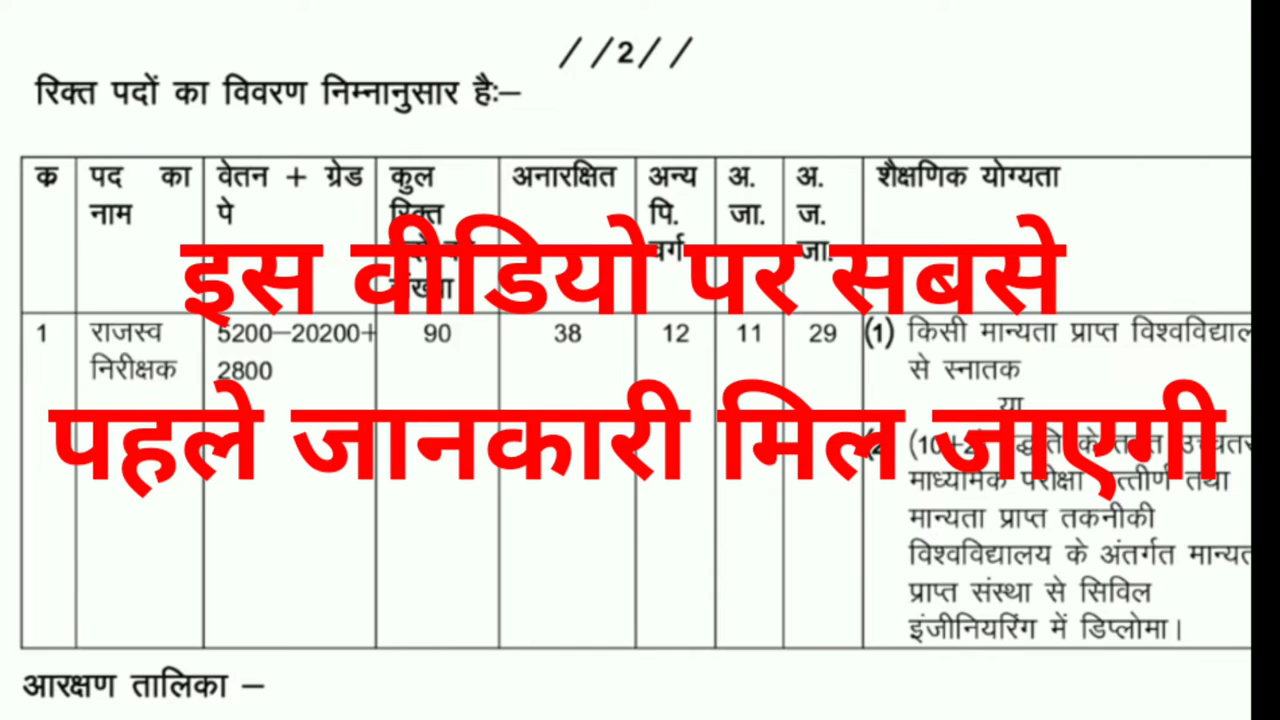 //2//
रिक्त पदों का विवरण निम्नानुसार है:–
क्र पद का नाम वेतन + ग्रेड पे कुल रिक्त अनारक्षित अन्य पि. वर्ग अ. जा. अ. ज. जा. शैक्षणिक योग्यता
इस वीडियो पर सबसे
1 राजस्व निरीक्षक 5200–20200+ 2800 90 38 12 11 29 (1) किसी मान्यता प्राप्त
से स्नातक
या
पहले जानकारी मिल जाएगी
माध्यमिक परीक्षा तथा
मान्यता प्राप्त तकनीकी
विश्वविद्यालय के अंतर्गत
प्राप्त संस्था से सिविल
इंजीनियरिंग में डिप्लोमा।
आरक्षण तालिका –